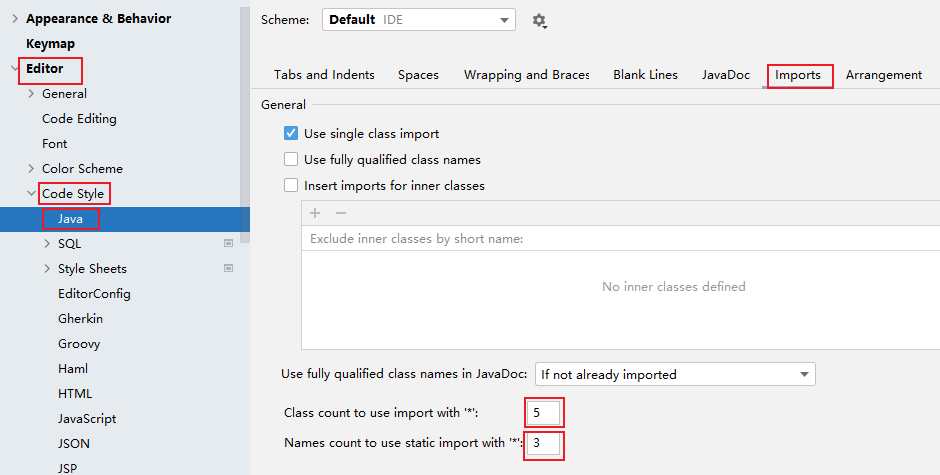 Appearance & Behavior
Keymap
Editor
General
Code Editing
Font
Color Scheme
Code Style
Java
SQL
Style Sheets
EditorConfig
Gherkin
Groovy
Haml
HTML
JavaScript
JSON
JSP
Scheme: Default IDE
Tabs and Indents Spaces Wrapping and Braces Blank Lines JavaDoc Imports Arrangement
General
Use single class import
Use fully qualified class names
Insert imports for inner classes
Exclude inner classes by short name:
No inner classes defined
Use fully qualified class names in JavaDoc: If not already imported
Class count to use import with '*': 5
Names count to use static import with '*': 3